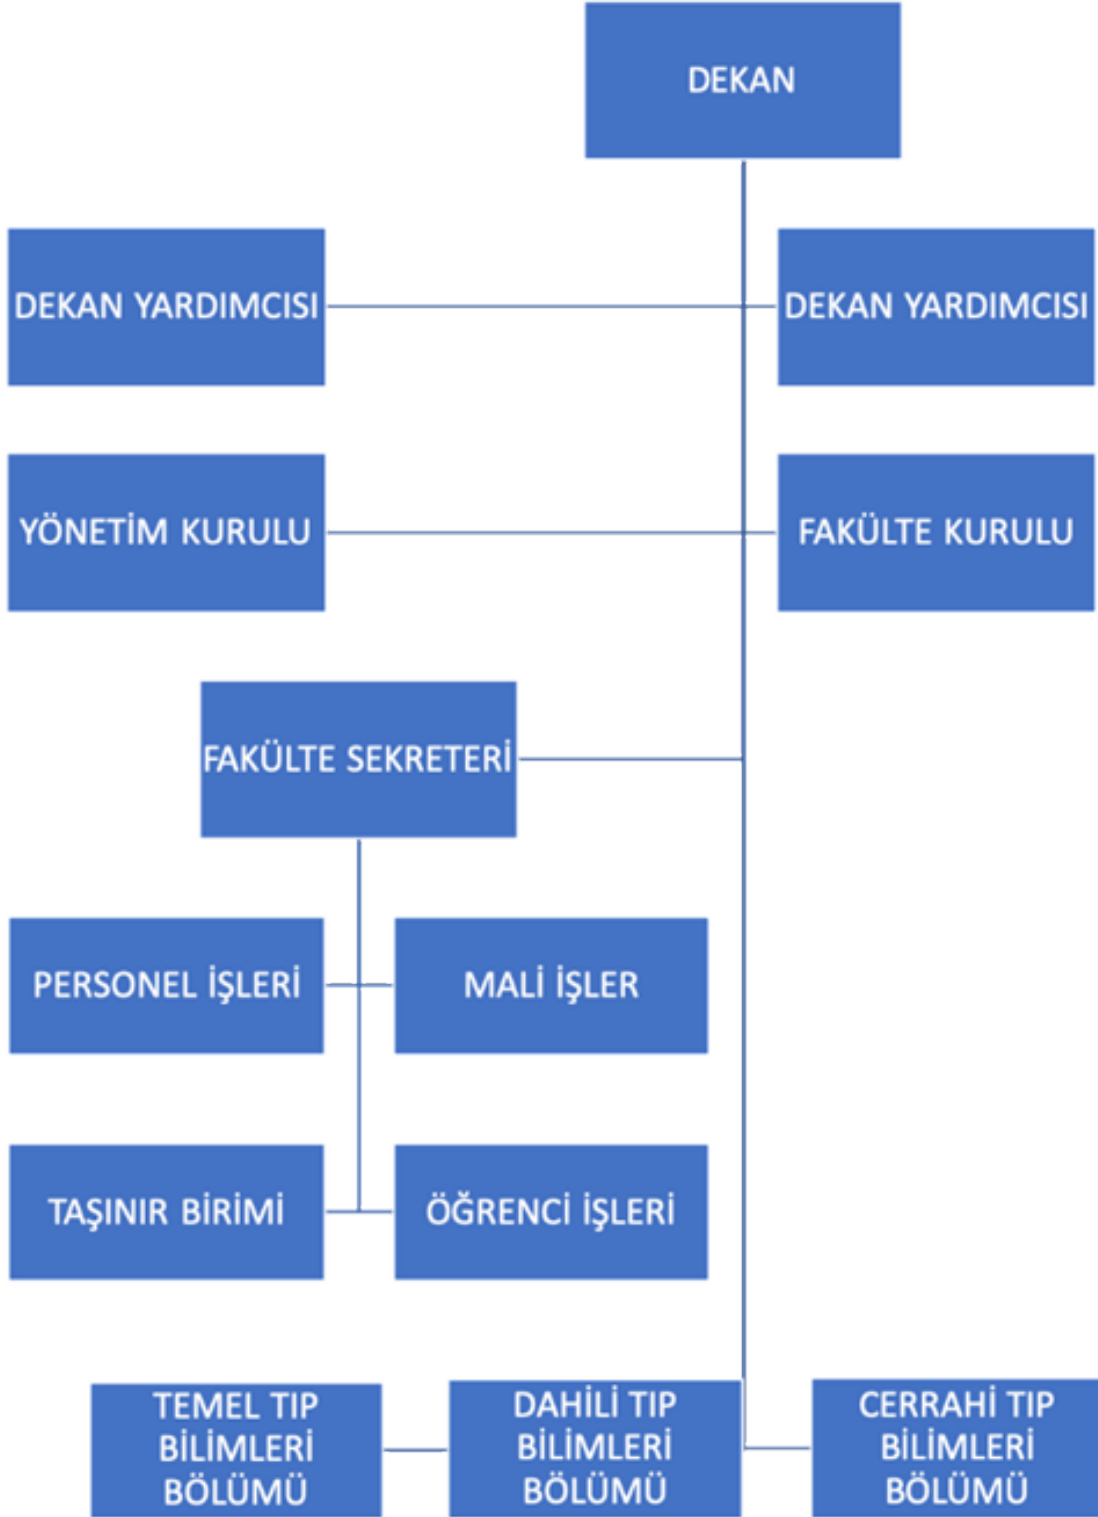 DEKAN
DEKAN YARDIMCISI
DEKAN YARDIMCISI
YÖNETİM KURULU
FAKÜLTE KURULU
FAKÜLTE SEKRETERİ
PERSONEL İŞLERİ
MALİ İŞLER
TAŞINIR BİRİMİ
ÖĞRENCİ İŞLERİ
TEMEL TIP
BİLİMLERİ
BÖLÜMÜ
DAHİLİ TIP
BİLİMLERİ
BÖLÜMÜ
CERRAHİ TIP
BİLİMLERİ
BÖLÜMÜ